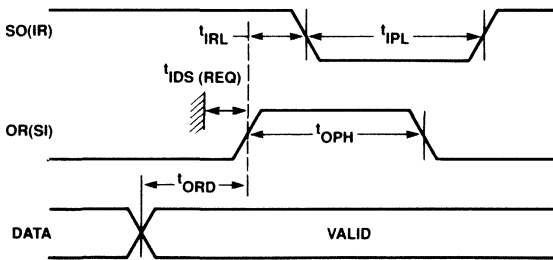 SO(IR)
tIRL
tIPL
tIDS (REQ)
OR(SI)
tOPH
tORD
DATA
VALID